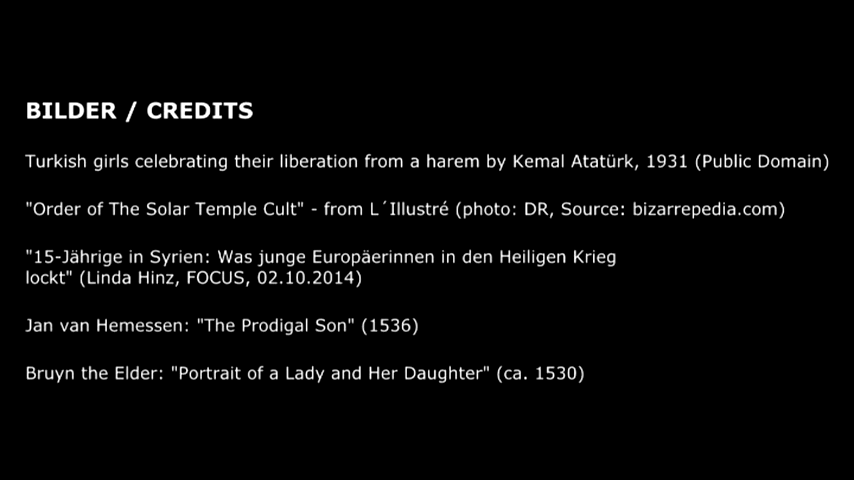 BILDER / CREDITS
Turkish girls celebrating their liberation from a harem by Kemal Atatürk, 1931 (Public Domain)
"Order of The Solar Temple Cult" - from L´Illustré (photo: DR, Source: bizarrepedia.com)
"15-Jährige in Syrien: Was junge Europäerinnen in den Heiligen Krieg
lockt" (Linda Hinz, FOCUS, 02.10.2014)
Jan van Hemessen: "The Prodigal Son" (1536)
Bruyn the Elder: "Portrait of a Lady and Her Daughter" (ca. 1530)